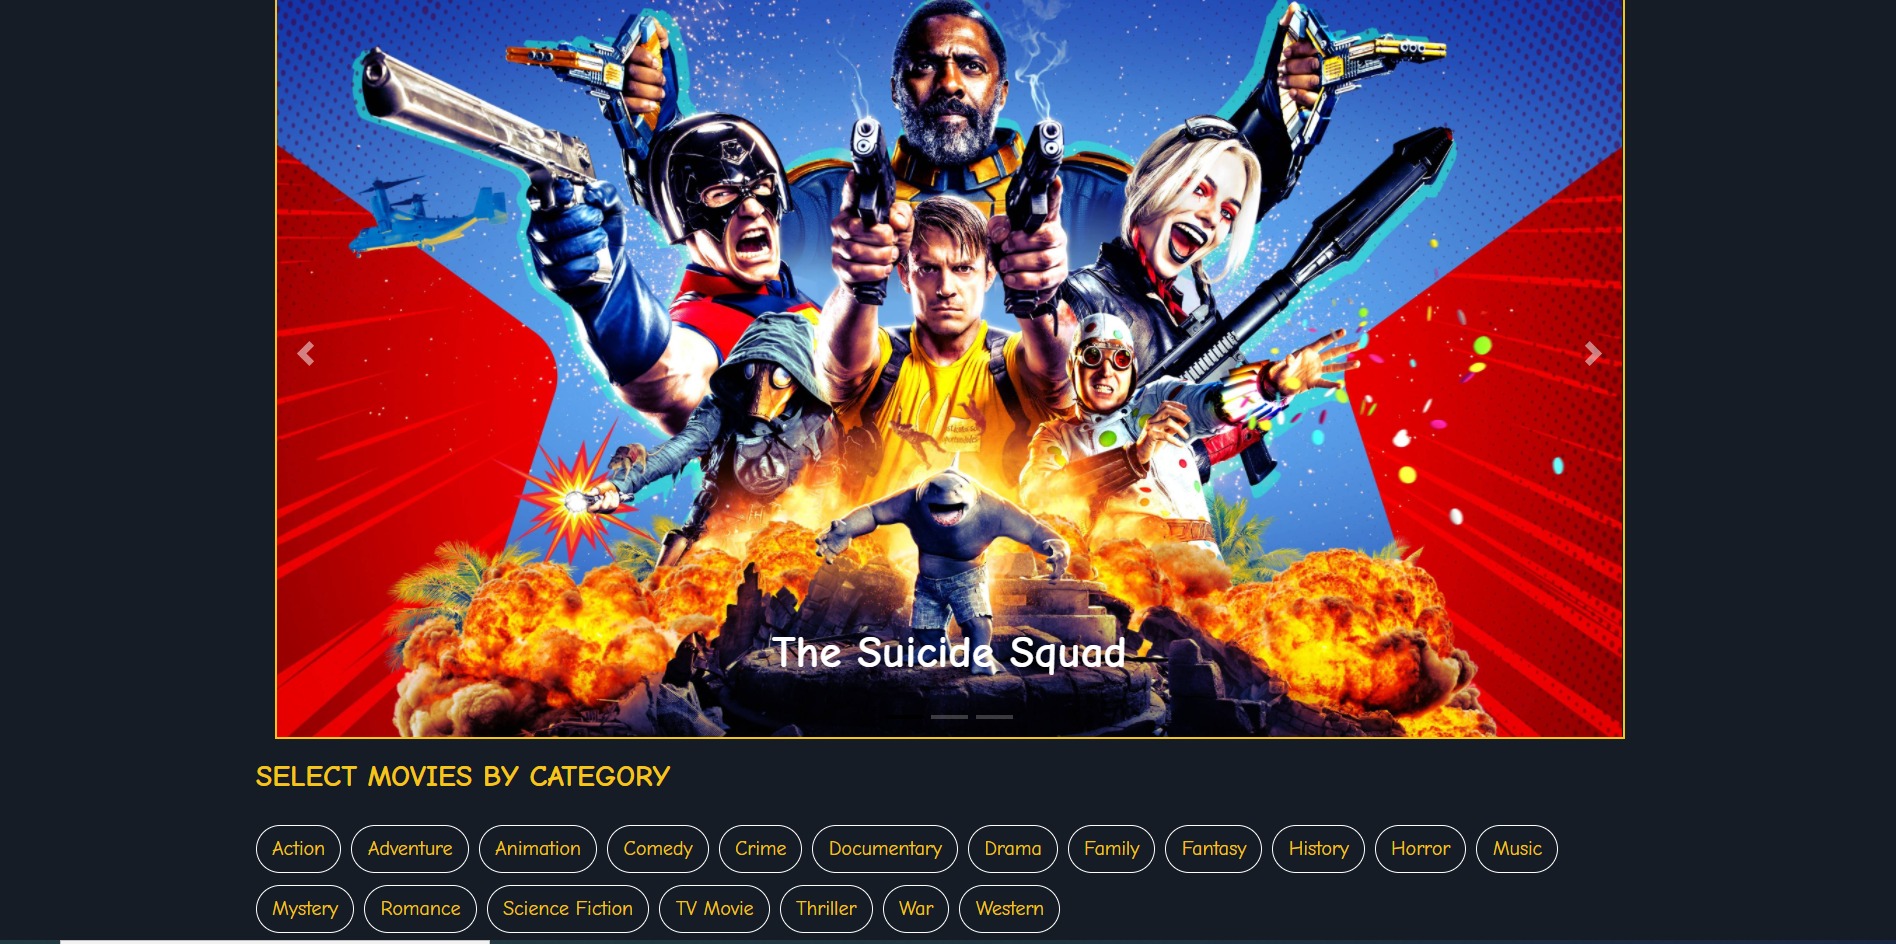 The Suicide Squad
SELECT MOVIES BY CATEGORY
Action Adventure Animation Comedy Crime Documentary Drama Family Fantasy History Horror Music
Mystery Romance Science Fiction TV Movie Thriller War Western